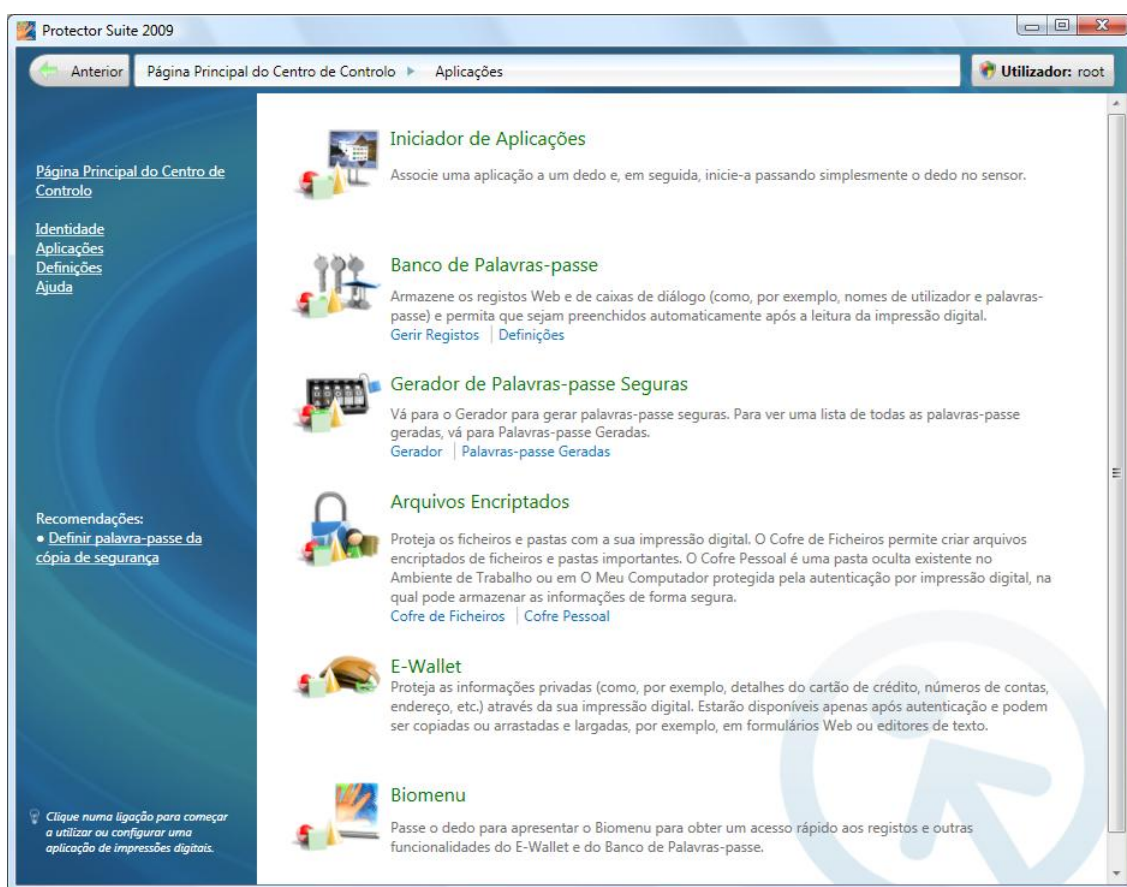 Protector Suite 2009
Anterior
Página Principal do Centro de Controlo
Aplicações
Utilizador: root
Página Principal do Centro de
Controlo
Identidade
Aplicações
Definições
Ajuda
Recomendações:
• Definir palavra-passe da
cópia de segurança
Clique numa ligação para começar
a utilizar ou configurar uma
aplicação de impressões digitais.
Iniciador de Aplicações
Associe uma aplicação a um dedo e, em seguida, inicie-a passando simplesmente o dedo no sensor.
Banco de Palavras-passe
Armazene os registos Web e de caixas de diálogo (como, por exemplo, nomes de utilizador e palavras-
passe) e permita que sejam preenchidos automaticamente após a leitura da impressão digital.
Gerir Registos | Definições
Gerador de Palavras-passe Seguras
Vá para o Gerador para gerar palavras-passe seguras. Para ver uma lista de todas as palavras-passe
geradas, vá para Palavras-passe Geradas.
Gerador | Palavras-passe Geradas
Arquivos Encriptados
Proteja os ficheiros e pastas com a sua impressão digital. O Cofre de Ficheiros permite criar arquivos
encriptados de ficheiros e pastas importantes. O Cofre Pessoal é uma pasta oculta existente no
Ambiente de Trabalho ou em O Meu Computador protegida pela autenticação por impressão digital, na
qual pode armazenar as informações de forma segura.
Cofre de Ficheiros | Cofre Pessoal
E-Wallet
Proteja as informações privadas (como, por exemplo, detalhes do cartão de crédito, números de contas,
endereço, etc.) através da sua impressão digital. Estarão disponíveis apenas após autenticação e podem
ser copiadas ou arrastadas e largadas, por exemplo, em formulários Web ou editores de texto.
Biomenu
Passe o dedo para apresentar o Biomenu para obter um acesso rápido aos registos e outras
funcionalidades do E-Wallet e do Banco de Palavras-passe.